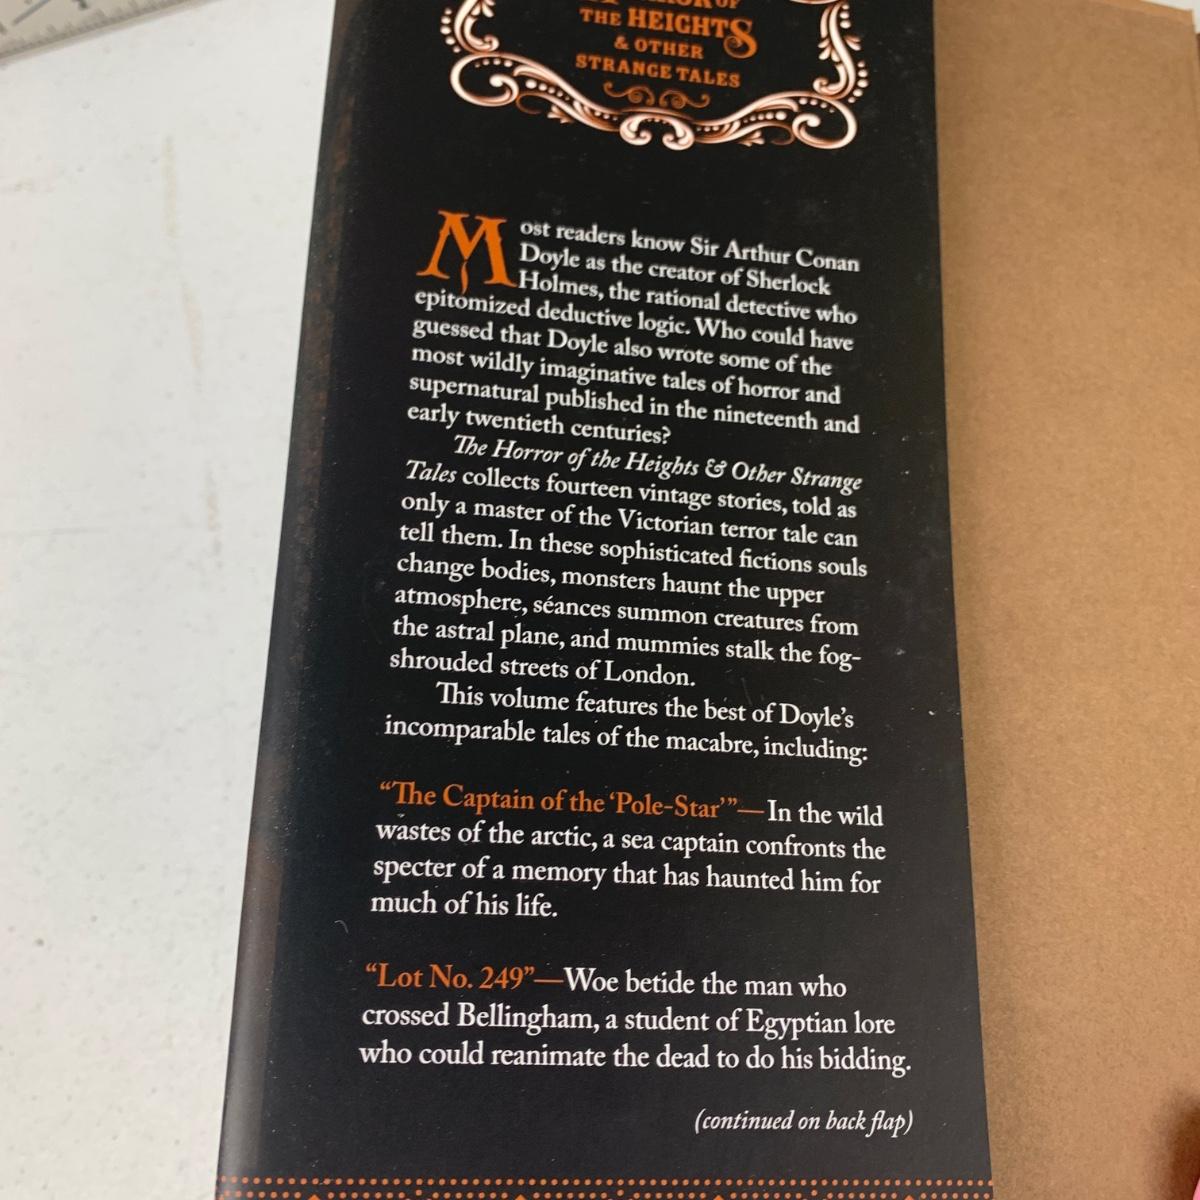 OF
THE HEIGHTS
& OTHER
STRANGE TALES
Most readers know Sir Arthur Conan
Doyle as the creator of Sherlock
Holmes, the rational detective who
epitomized deductive logic. Who could have
guessed that Doyle also wrote some of the
most wildly imaginative tales of horror and
supernatural published in the nineteenth and
early twentieth centuries?
The Horror of the Heights & Other Strange
Tales collects fourteen vintage stories, told as
only a master of the Victorian terror tale can
tell them. In these sophisticated fictions souls
change bodies, monsters haunt the upper
atmosphere, séances summon creatures from
the astral plane, and mummies stalk the fog-
shrouded streets of London.
This volume features the best of Doyle's
incomparable tales of the macabre, including:
“The Captain of the ‘Pole-Star’”—In the wild
wastes of the arctic, a sea captain confronts the
specter of a memory that has haunted him for
much of his life.
“Lot No. 249”—Woe betide the man who
crossed Bellingham, a student of Egyptian lore
who could reanimate the dead to do his bidding.
(continued on back flap)